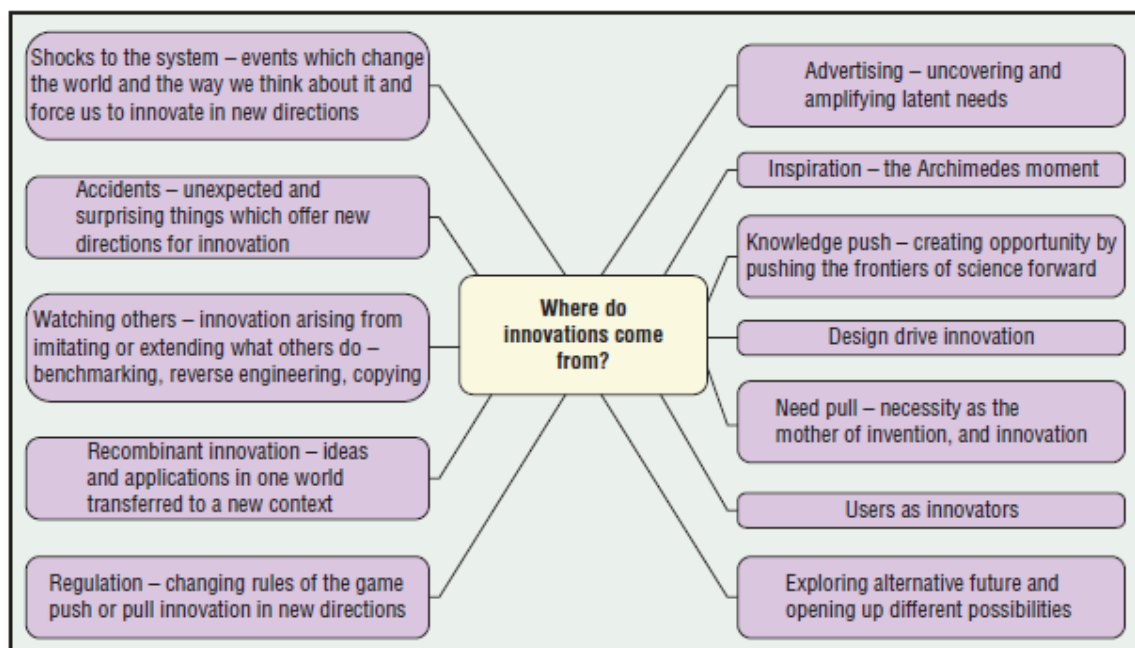 Shocks to the system – events which change
the world and the way we think about it and
force us to innovate in new directions
Accidents – unexpected and
surprising things which offer new
directions for innovation
Watching others – innovation arising from
imitating or extending what others do –
benchmarking, reverse engineering, copying
Recombinant innovation – ideas
and applications in one world
transferred to a new context
Regulation – changing rules of the game
push or pull innovation in new directions
Where do
innovations come
from?
Advertising – uncovering and
amplifying latent needs
Inspiration – the Archimedes moment
Knowledge push – creating opportunity by
pushing the frontiers of science forward
Design drive innovation
Need pull – necessity as the
mother of invention, and innovation
Users as innovators
Exploring alternative future and
opening up different possibilities